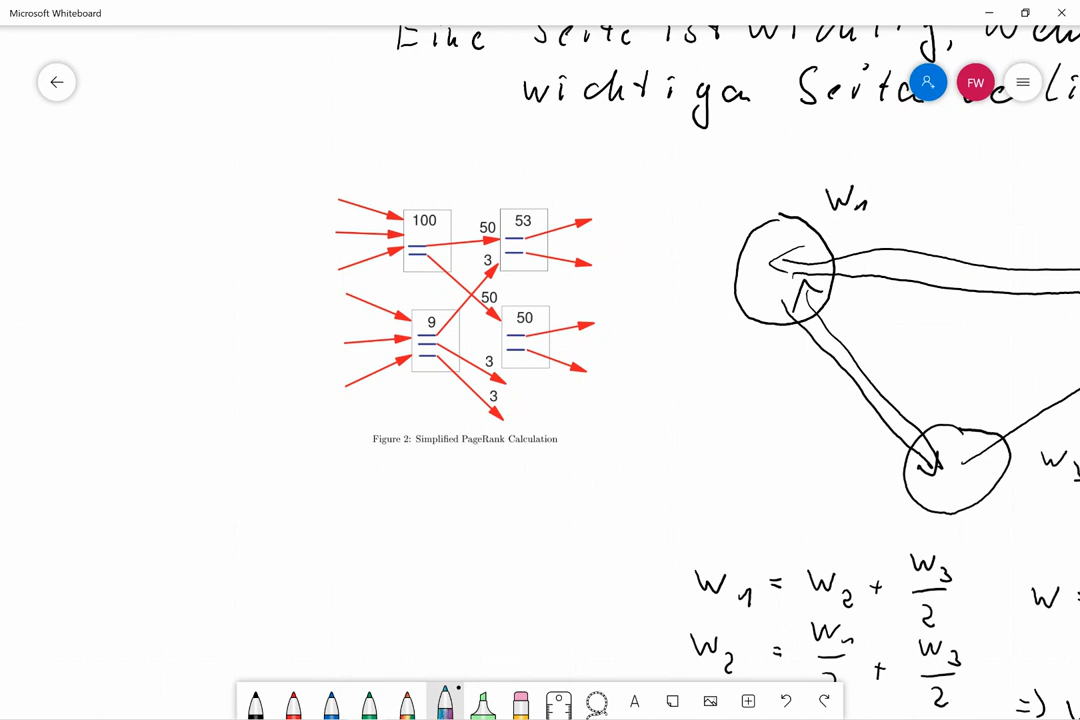 Microsoft Whiteboard
Eine Seite ist wichtig,
wichtigen Seiten
FW
W1
100 50 53
3
50
9 50
3
3
Figure 2: Simplified PageRank Calculation
W1 = W2 + W3/2 W =
W2 = W1/2 + W3/2
A